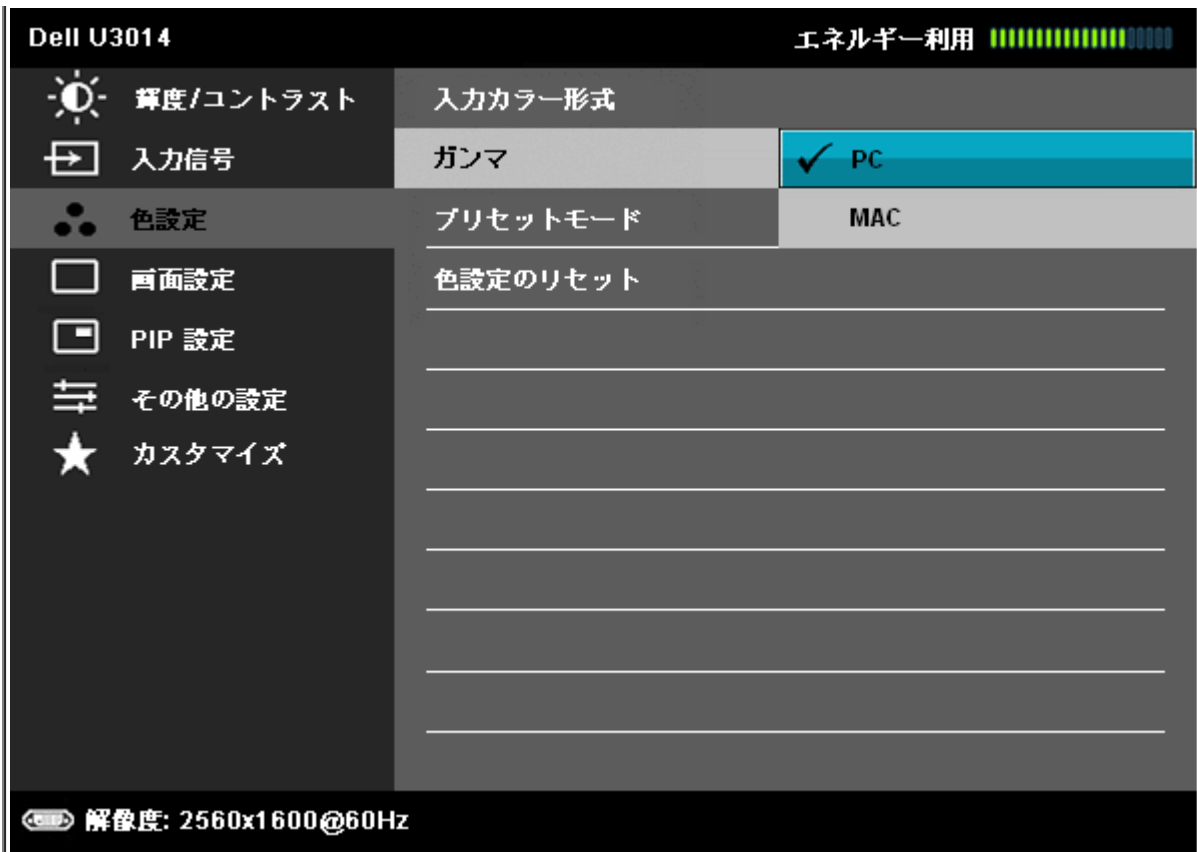 Dell U3014 エネルギー利用
輝度/コントラスト
入力信号
色設定
画面設定
PIP 設定
その他の設定
カスタマイズ
入力カラー形式
ガンマ
プリセットモード
色設定のリセット
PC
MAC
解像度: 2560x1600@60Hz